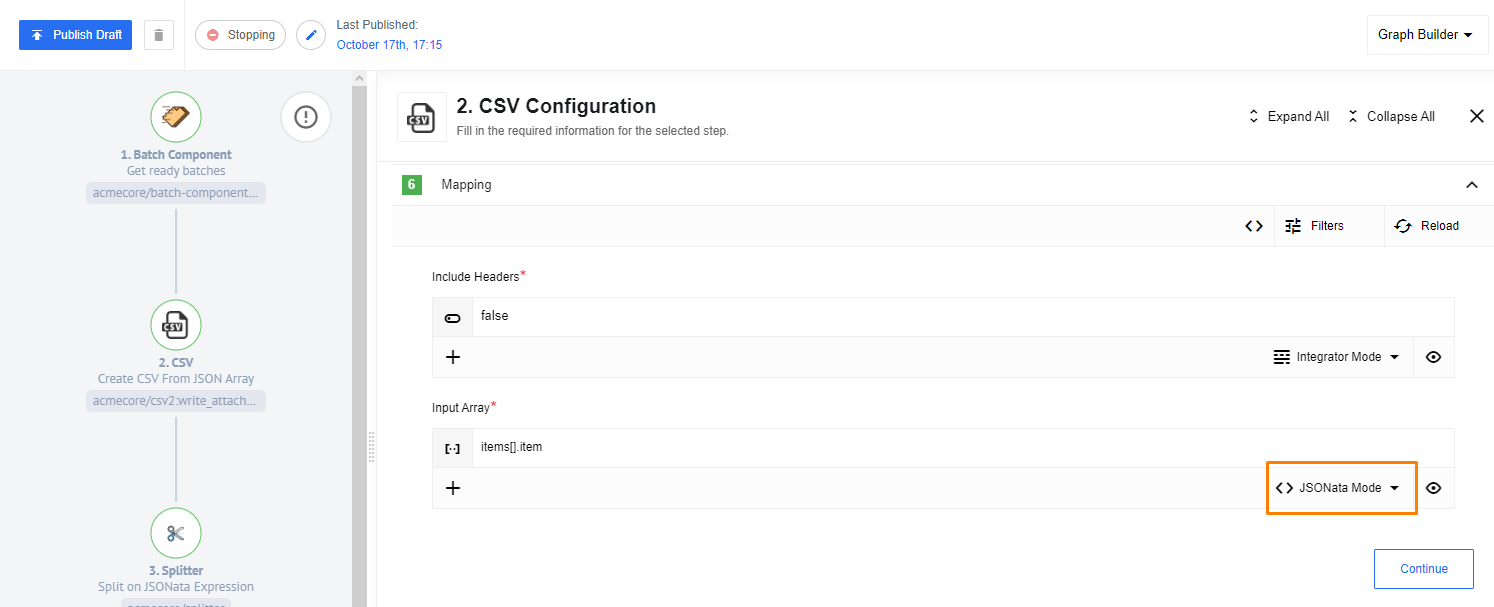 Publish Draft
Stopping
Last Published:
October 17th, 17:15
Graph Builder
1. Batch Component
Get ready batches
acmecore/batch-component...
2. CSV
Create CSV From JSON Array
acmecore/csv2:write_attach...
3. Splitter
Split on JSONata Expression
acmecore/splitter
CSV
2. CSV Configuration
Fill in the required information for the selected step.
Expand All
Collapse All
6 Mapping
Filters
Reload
Include Headers*
false
Integrator Mode
Input Array*
items[].item
JSONata Mode
Continue